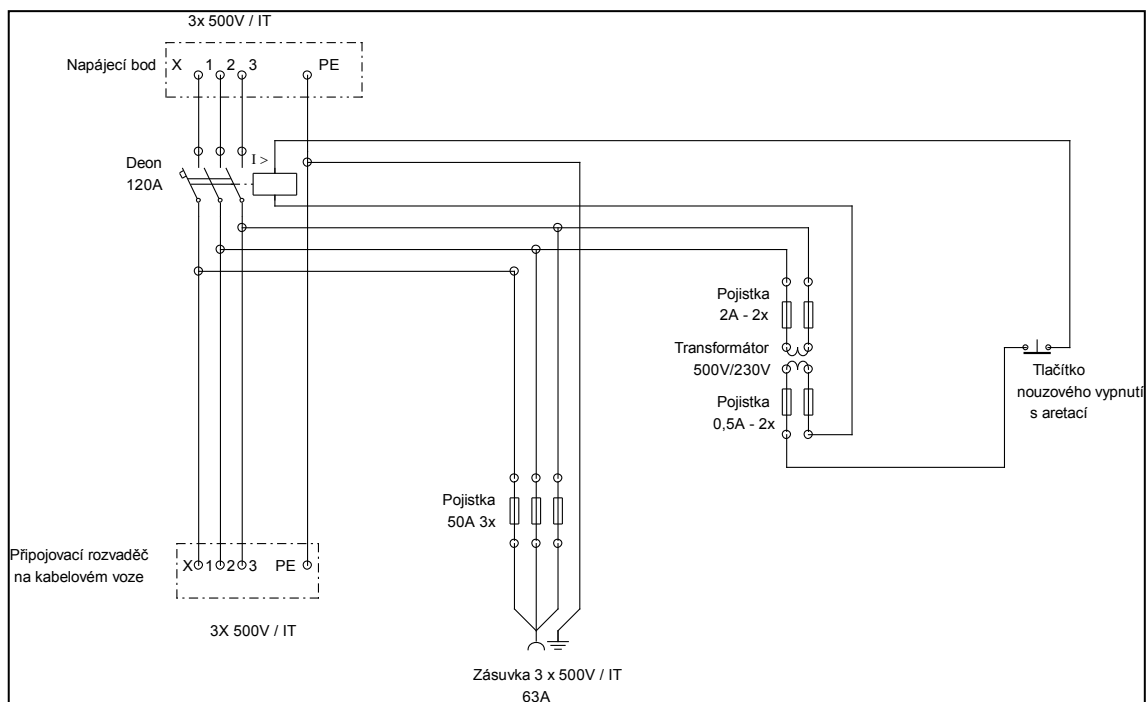 3x 500V / IT
Napájecí bod
X 1 2 3 PE
Deon
120A
I >
Pojistka
2A - 2x
Transformátor
500V/230V
Pojistka
0,5A - 2x
Tlačítko
nouzového vypnutí
s aretací
Pojistka
50A 3x
Připojovací rozvaděč
na kabelovém voze
X 1 2 3 PE
3X 500V / IT
Zásuvka 3 x 500V / IT
63A